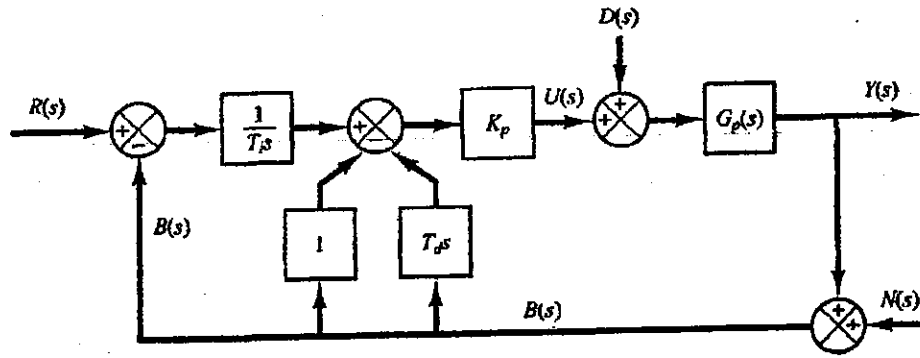 D(s)
R(s)
+
−
1
T_i s
+
−
K_p
U(s)
+
+
G_p(s)
Y(s)
B(s)
1
T_d s
B(s)
+
+
N(s)